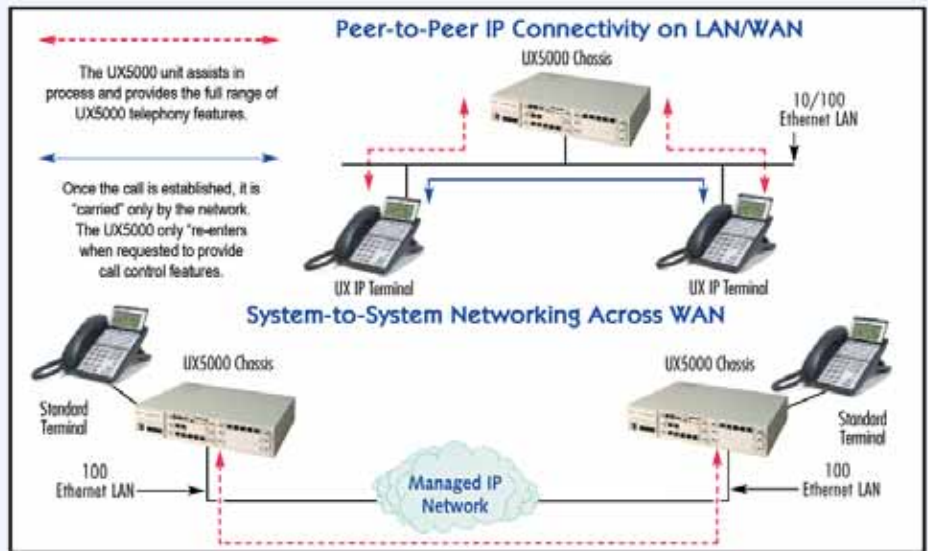 Peer-to-Peer IP Connectivity on LAN/WAN
UX5000 Chassis
The UX5000 unit assists in
process and provides the full range of
UX5000 telephony features.
10/100
Ethernet LAN
Once the call is established, it is
"carried" only by the network.
The UX5000 only "re-enters
when requested to provide
call control features.
UX IP Terminal
UX IP Terminal
System-to-System Networking Across WAN
UX5000 Chassis
UX5000 Chassis
Standard
Terminal
Standard
Terminal
100
Ethernet LAN
Managed IP
Network
100
Ethernet LAN